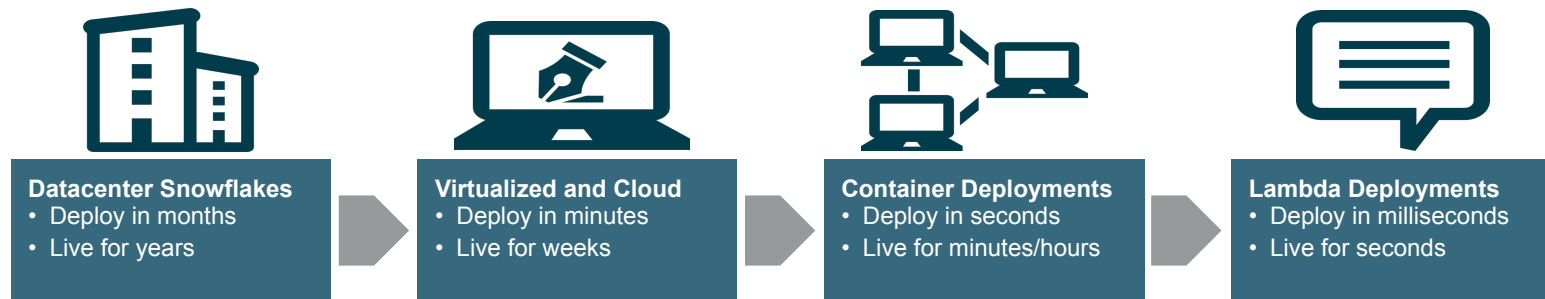 Datacenter Snowflakes
• Deploy in months
• Live for years
Virtualized and Cloud
• Deploy in minutes
• Live for weeks
Container Deployments
• Deploy in seconds
• Live for minutes/hours
Lambda Deployments
• Deploy in milliseconds
• Live for seconds